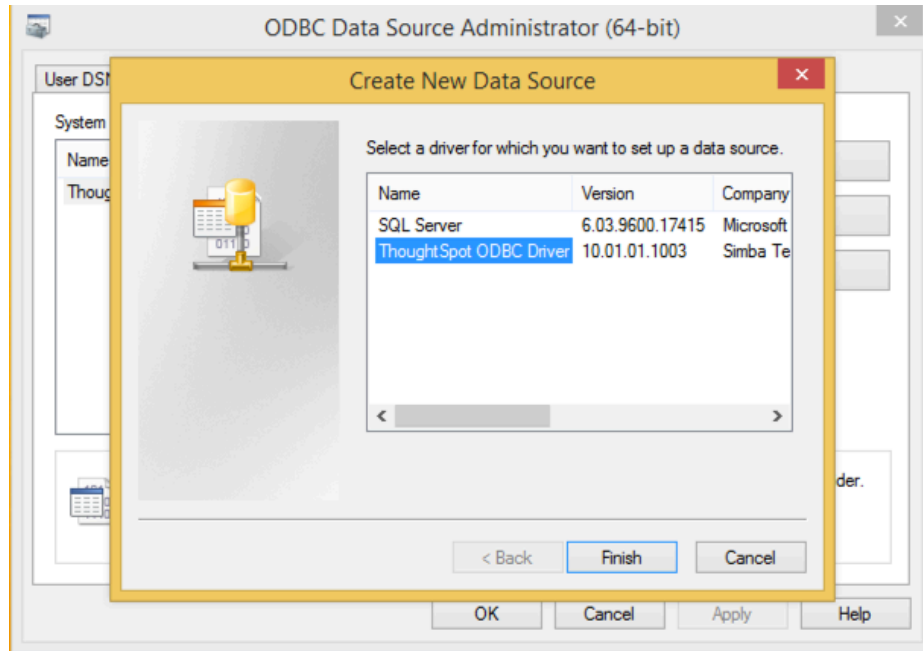 ODBC Data Source Administrator (64-bit)
User DSN
Create New Data Source
System
Name
Thoug
Select a driver for which you want to set up a data source.
Name Version Company
SQL Server 6.03.9600.17415 Microsoft
ThoughtSpot ODBC Driver 10.01.01.1003 Simba Te
der.
< Back Finish Cancel
OK Cancel Apply Help